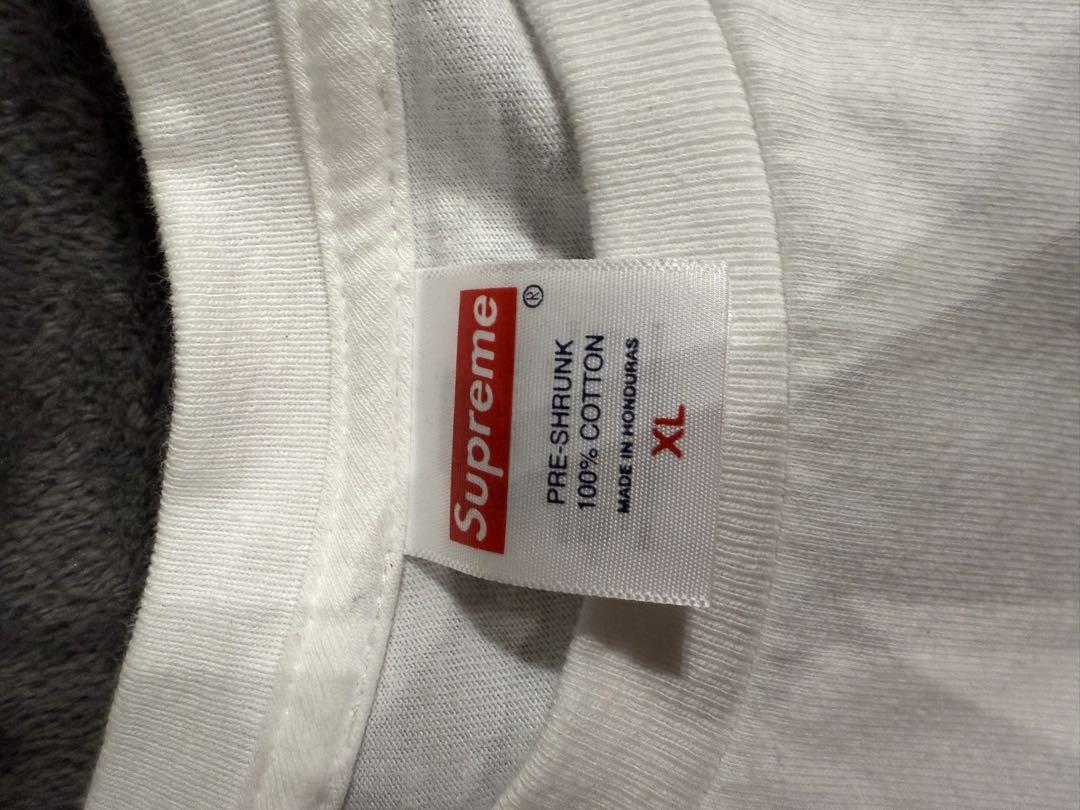 Supreme®
PRE-SHRUNK
100% COTTON
MADE IN HONDURAS
XL